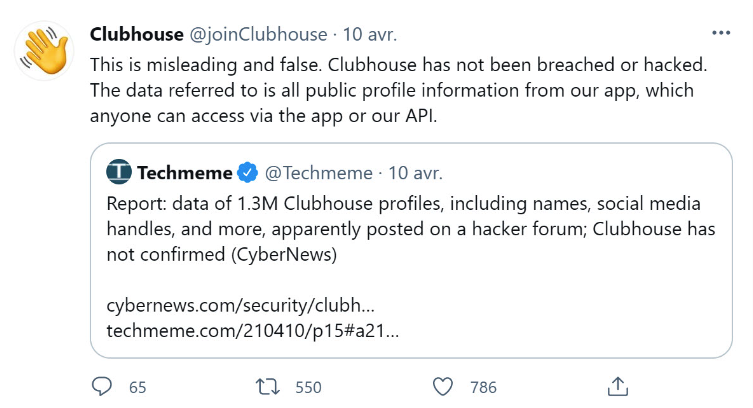 Clubhouse @joinClubhouse · 10 avr.
This is misleading and false. Clubhouse has not been breached or hacked.
The data referred to is all public profile information from our app, which
anyone can access via the app or our API.
Techmeme @Techmeme · 10 avr.
Report: data of 1.3M Clubhouse profiles, including names, social media
handles, and more, apparently posted on a hacker forum; Clubhouse has
not confirmed (CyberNews)
cybernews.com/security/clubh...
techmeme.com/210410/p15#a21...
65 550 786